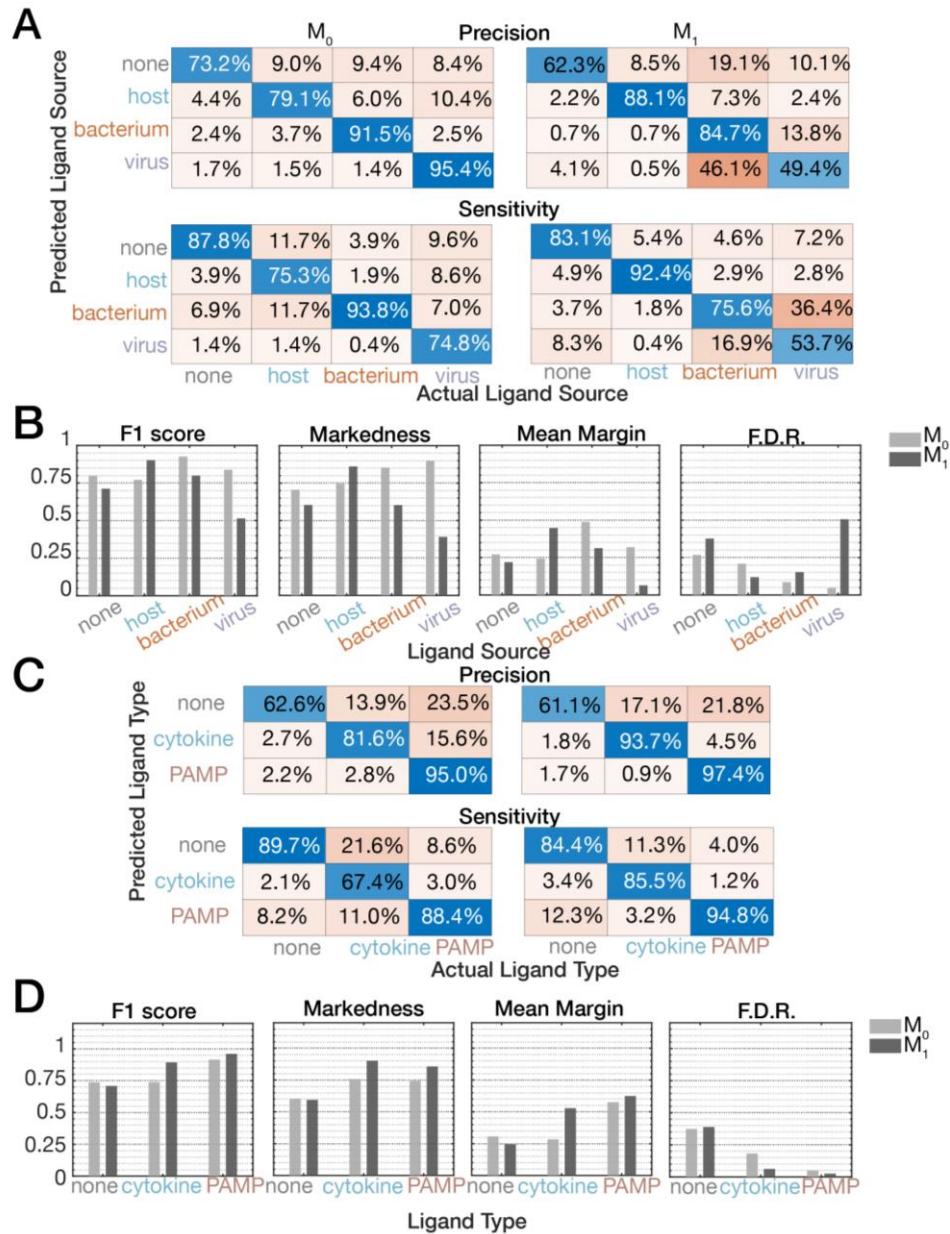 A
M0 Precision M1
Predicted Ligand Source
none 73.2% 9.0% 9.4% 8.4% 62.3% 8.5% 19.1% 10.1%
host 4.4% 79.1% 6.0% 10.4% 2.2% 88.1% 7.3% 2.4%
bacterium 2.4% 3.7% 91.5% 2.5% 0.7% 0.7% 84.7% 13.8%
virus 1.7% 1.5% 1.4% 95.4% 4.1% 0.5% 46.1% 49.4%
Sensitivity
none 87.8% 11.7% 3.9% 9.6% 83.1% 5.4% 4.6% 7.2%
host 3.9% 75.3% 1.9% 8.6% 4.9% 92.4% 2.9% 2.8%
bacterium 6.9% 11.7% 93.8% 7.0% 3.7% 1.8% 75.6% 36.4%
virus 1.4% 1.4% 0.4% 74.8% 8.3% 0.4% 16.9% 53.7%
none host bacterium virus none host bacterium virus
Actual Ligand Source
B
F1 score Markedness Mean Margin F.D.R.
M0
M1
1
0.75
0.5
0.25
0
none host bacterium virus none host bacterium virus none host bacterium virus none host bacterium virus
Ligand Source
C
Precision
Predicted Ligand Type
none 62.6% 13.9% 23.5% 61.1% 17.1% 21.8%
cytokine 2.7% 81.6% 15.6% 1.8% 93.7% 4.5%
PAMP 2.2% 2.8% 95.0% 1.7% 0.9% 97.4%
Sensitivity
none 89.7% 21.6% 8.6% 84.4% 11.3% 4.0%
cytokine 2.1% 67.4% 3.0% 3.4% 85.5% 1.2%
PAMP 8.2% 11.0% 88.4% 12.3% 3.2% 94.8%
none cytokine PAMP none cytokine PAMP
Actual Ligand Type
D
F1 score Markedness Mean Margin F.D.R.
M0
M1
1
0.75
0.5
0.25
0
none cytokine PAMP none cytokine PAMP none cytokine PAMP none cytokine PAMP
Ligand Type